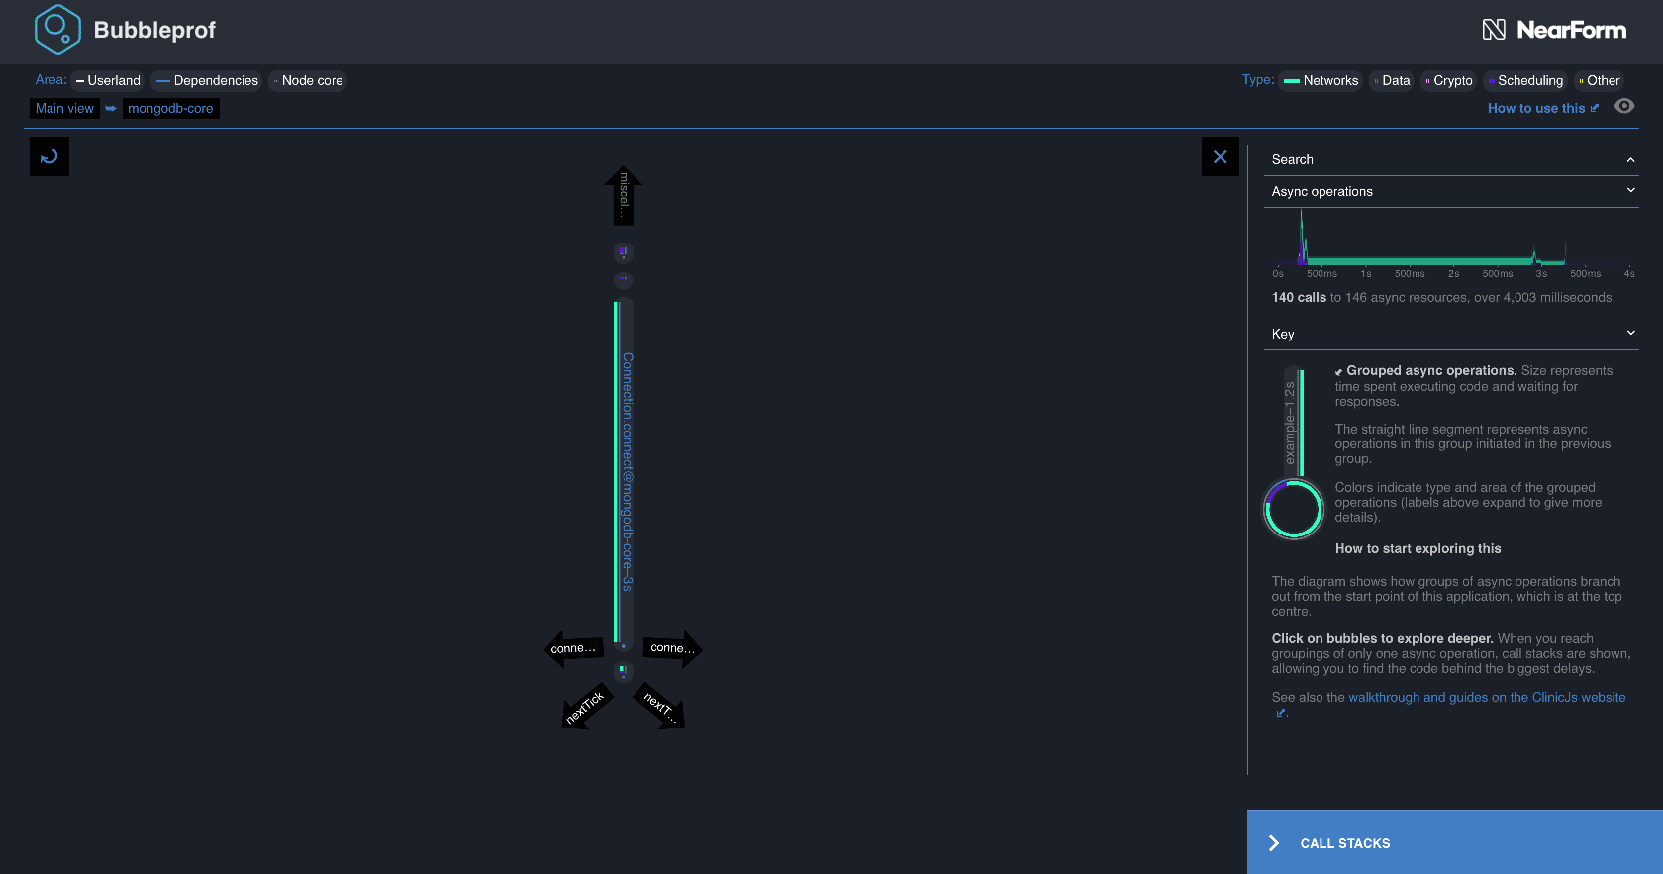 Bubbleprof
NearForm
Area: Userland Dependencies Node core
Type: Networks Data Crypto Scheduling Other
Main view mongodb-core
How to use this
Search
Async operations
0s 500ms 1s 500ms 2s 500ms 3s 500ms 4s
140 calls to 146 async resources, over 4,003 milliseconds
Key
example–1.2s
Grouped async operations. Size represents
time spent executing code and waiting for
responses.
The straight line segment represents async
operations in this group initiated in the previous
group.
Colors indicate type and area of the grouped
operations (labels above expand to give more
details).
How to start exploring this
The diagram shows how groups of async operations branch
out from the start point of this application, which is at the top
centre.
Click on bubbles to explore deeper. When you reach
groupings of only one async operation, call stacks are shown,
allowing you to find the code behind the biggest delays.
See also the walkthrough and guides on the ClinicJs website
.
miscel…
Connection.connect@mongodb-core–3s
conne…
conne…
nextTick
nextT…
CALL STACKS